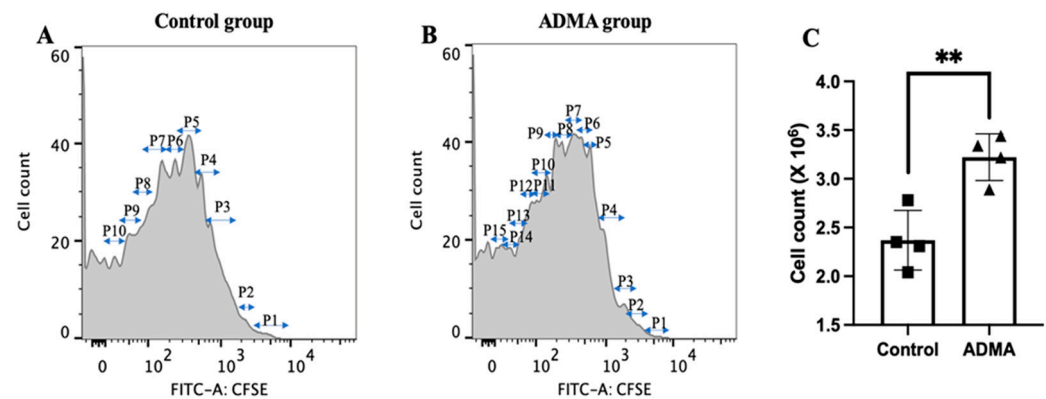 Control group
ADMA group
A
B
C
60
40
20
0
Cell count
P10
P9
P8
P7
P6
P5
P4
P3
P2
P1
0
10²
10³
10⁴
FITC-A: CFSE
60
40
20
0
Cell count
P15
P14
P13
P12
P11
P10
P9
P8
P7
P6
P5
P4
P3
P2
P1
0
10²
10³
10⁴
FITC-A: CFSE
**
4.0
3.5
3.0
2.5
2.0
1.5
Cell count (X 10⁶)
Control
ADMA